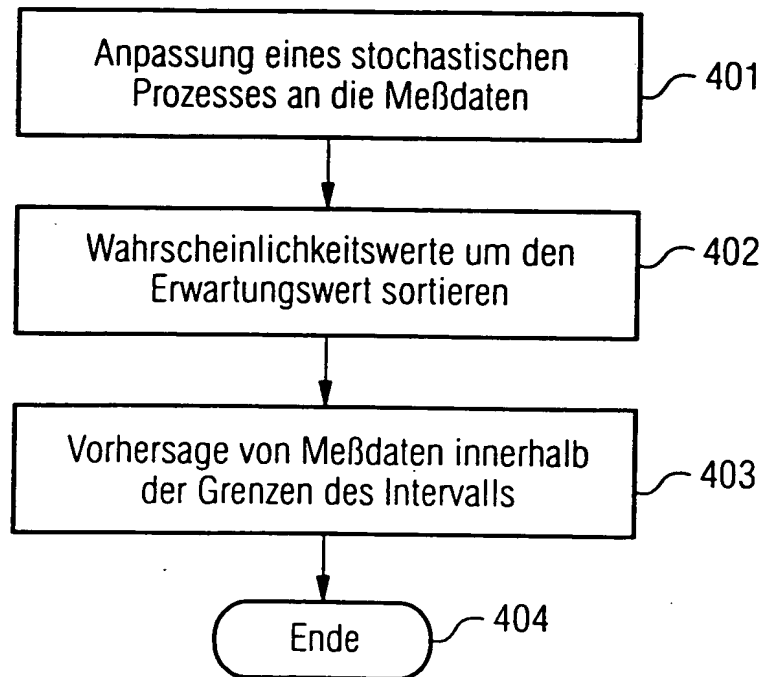 Anpassung eines stochastischen
Prozesses an die Meßdaten
401
Wahrscheinlichkeitswerte um den
Erwartungswert sortieren
402
Vorhersage von Meßdaten innerhalb
der Grenzen des Intervalls
403
Ende
404